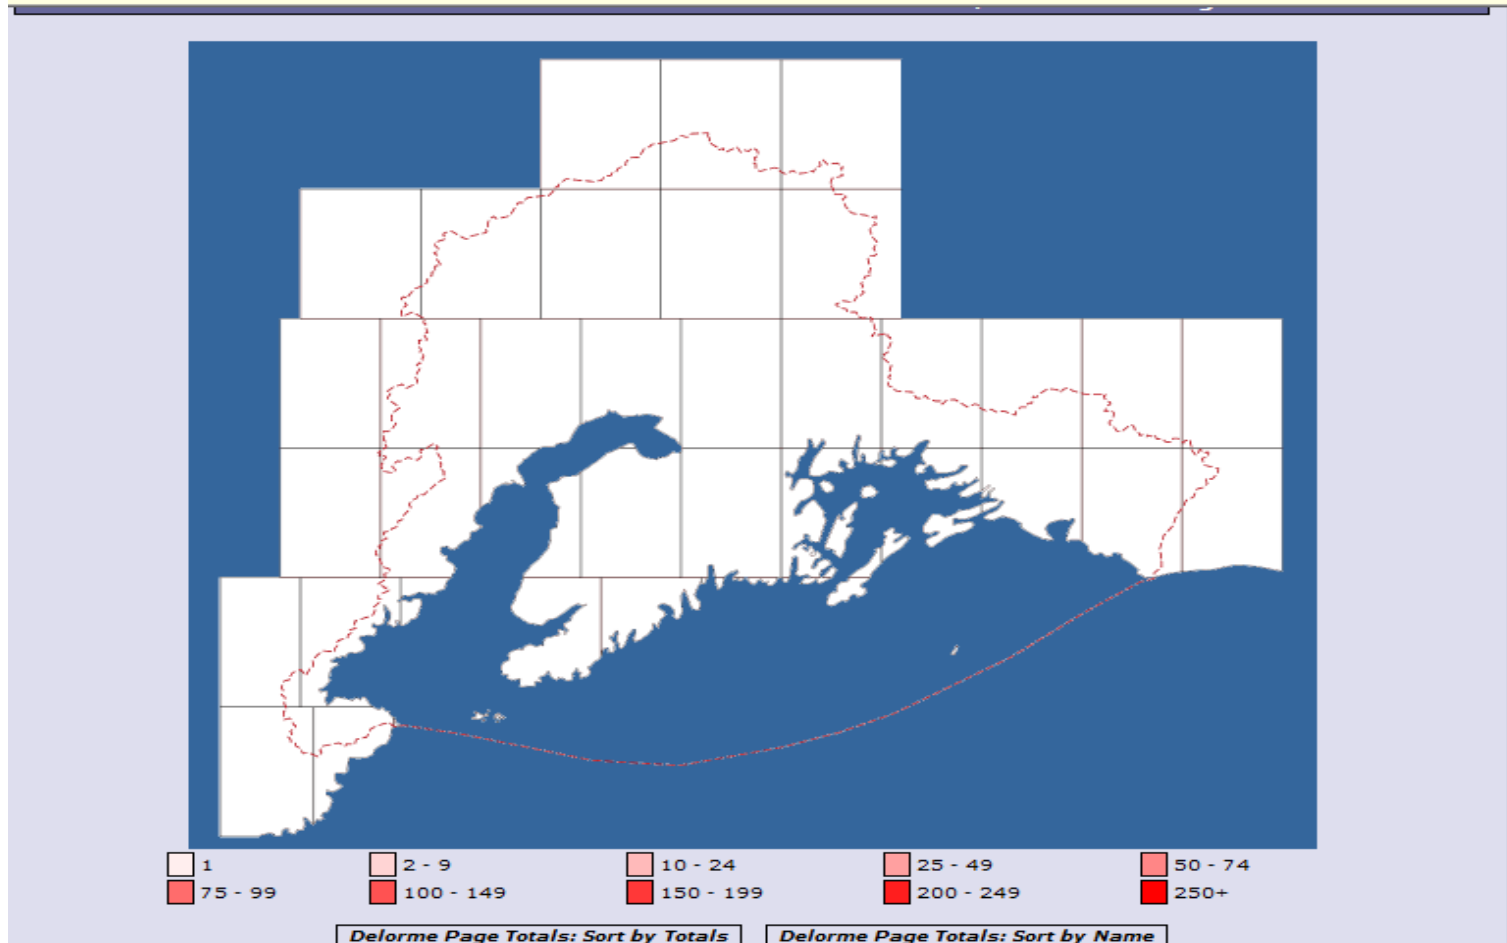 1 2 - 9 10 - 24 25 - 49 50 - 74
75 - 99 100 - 149 150 - 199 200 - 249 250+
Delorme Page Totals: Sort by Totals Delorme Page Totals: Sort by Name